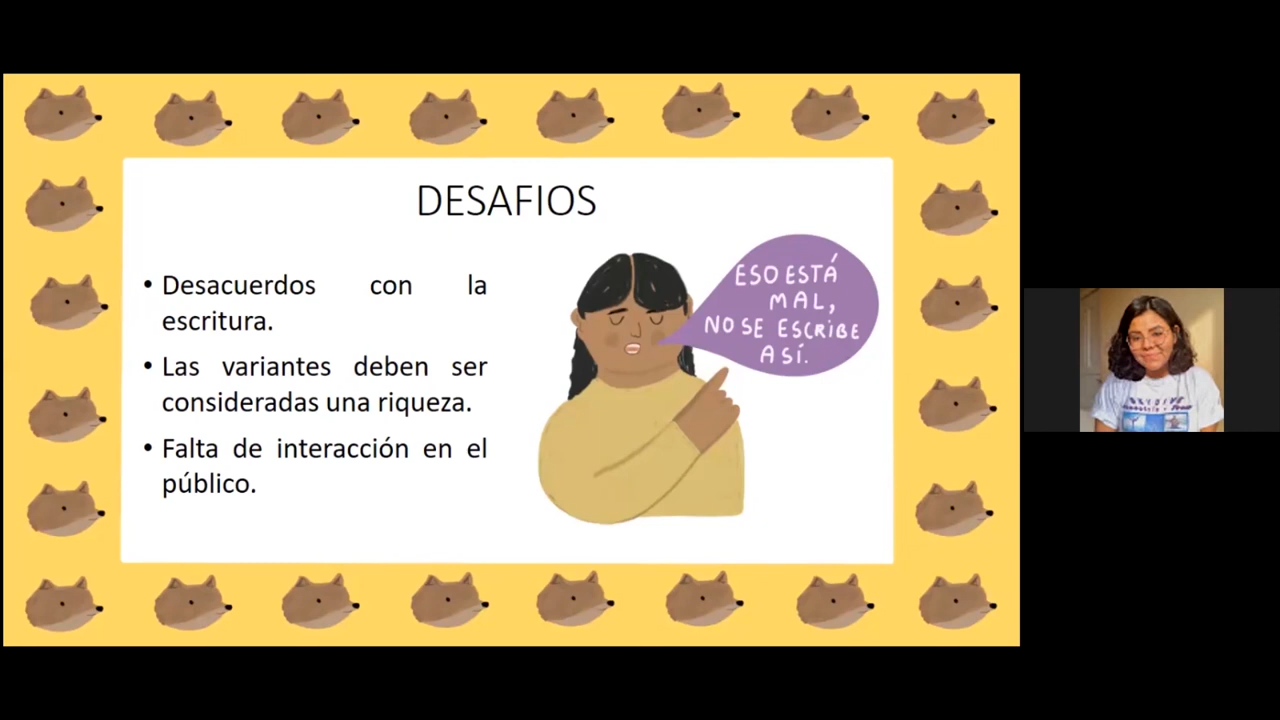 DESAFIOS
• Desacuerdos con la
escritura.
• Las variantes deben ser
consideradas una riqueza.
• Falta de interacción en el
público.
ESO ESTÁ
MAL,
NO SE ESCRIBE
ASÍ.